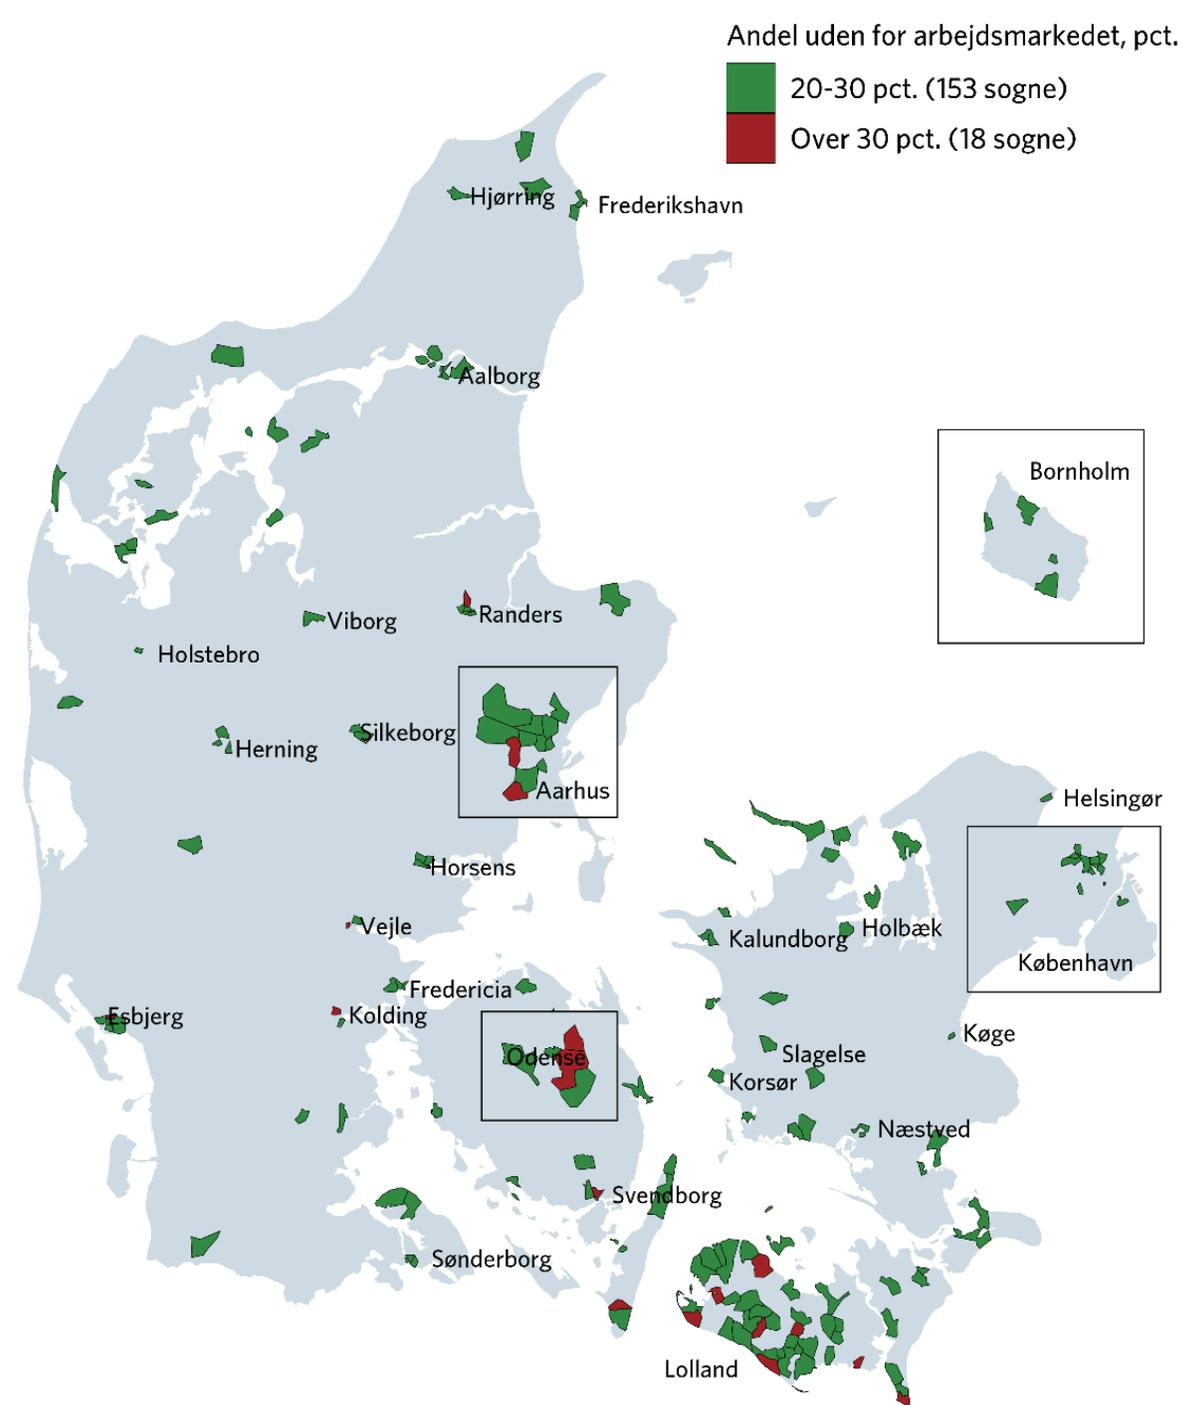 Andel uden for arbejdsmarkedet, pct.
20-30 pct. (153 sogne)
Over 30 pct. (18 sogne)
Hjørring
Frederikshavn
Aalborg
Bornholm
Viborg
Randers
Holstebro
Herning
Silkeborg
Aarhus
Helsingør
Horsens
Vejle
Kalundborg
Holbæk
København
Fredericia
Esbjerg
Kolding
Køge
Odense
Slagelse
Korsør
Næstved
Svendborg
Sønderborg
Lolland